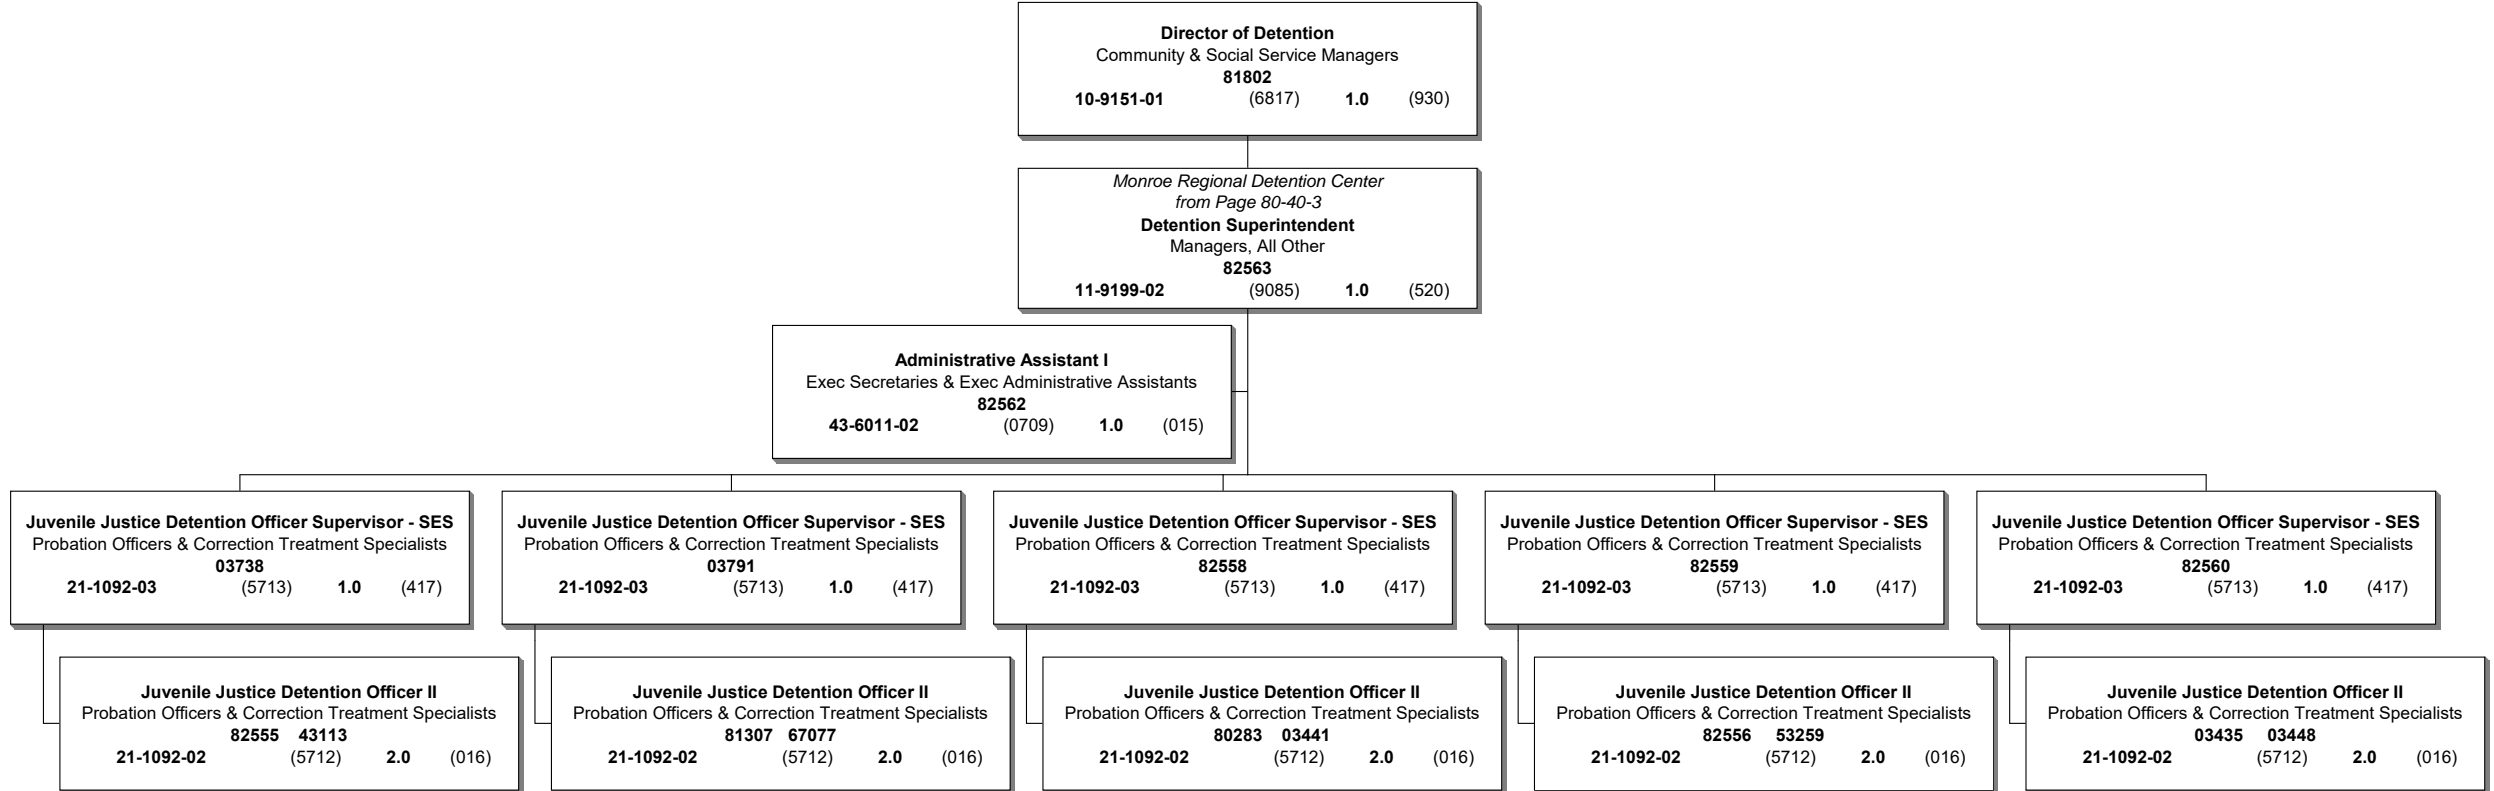 Director of Detention
Community & Social Service Managers
81802
10-9151-01 (6817) 1.0 (930)
Monroe Regional Detention Center
from Page 80-40-3
Detention Superintendent
Managers, All Other
82563
11-9199-02 (9085) 1.0 (520)
Administrative Assistant I
Exec Secretaries & Exec Administrative Assistants
82562
43-6011-02 (0709) 1.0 (015)
Juvenile Justice Detention Officer Supervisor - SES
Probation Officers & Correction Treatment Specialists
03738
21-1092-03 (5713) 1.0 (417)
Juvenile Justice Detention Officer Supervisor - SES
Probation Officers & Correction Treatment Specialists
03791
21-1092-03 (5713) 1.0 (417)
Juvenile Justice Detention Officer Supervisor - SES
Probation Officers & Correction Treatment Specialists
82558
21-1092-03 (5713) 1.0 (417)
Juvenile Justice Detention Officer Supervisor - SES
Probation Officers & Correction Treatment Specialists
82559
21-1092-03 (5713) 1.0 (417)
Juvenile Justice Detention Officer Supervisor - SES
Probation Officers & Correction Treatment Specialists
82560
21-1092-03 (5713) 1.0 (417)
Juvenile Justice Detention Officer II
Probation Officers & Correction Treatment Specialists
82555 43113
21-1092-02 (5712) 2.0 (016)
Juvenile Justice Detention Officer II
Probation Officers & Correction Treatment Specialists
81307 67077
21-1092-02 (5712) 2.0 (016)
Juvenile Justice Detention Officer II
Probation Officers & Correction Treatment Specialists
80283 03441
21-1092-02 (5712) 2.0 (016)
Juvenile Justice Detention Officer II
Probation Officers & Correction Treatment Specialists
82556 53259
21-1092-02 (5712) 2.0 (016)
Juvenile Justice Detention Officer II
Probation Officers & Correction Treatment Specialists
03435 03448
21-1092-02 (5712) 2.0 (016)